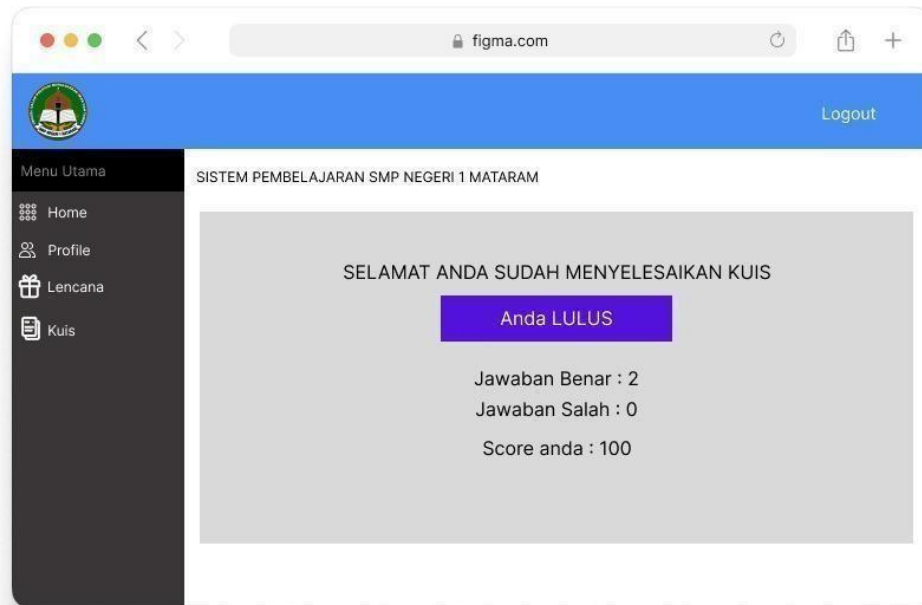 figma.com
Logout
Menu Utama
Home
Profile
Lencana
Kuis
SISTEM PEMBELAJARAN SMP NEGERI 1 MATARAM
SELAMAT ANDA SUDAH MENYELESAIKAN KUIS
Anda LULUS
Jawaban Benar : 2
Jawaban Salah : 0
Score anda : 100